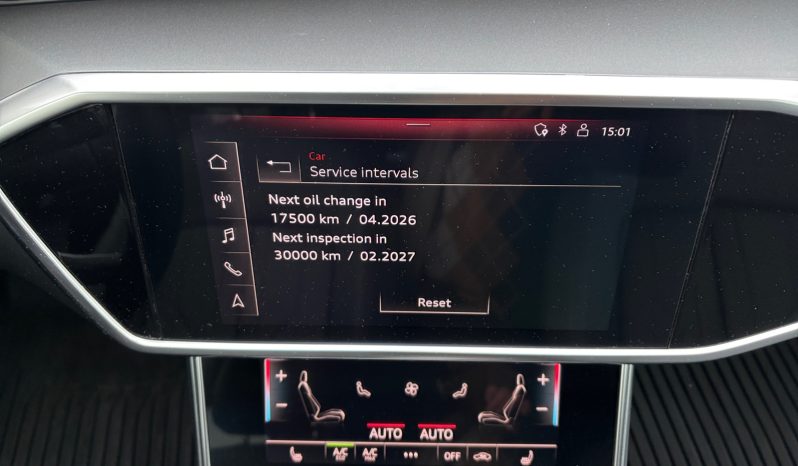 15:01
Car
Service intervals
Next oil change in
17500 km / 04.2026
Next inspection in
30000 km / 02.2027
Reset
AUTO AUTO
A/C A/C OFF